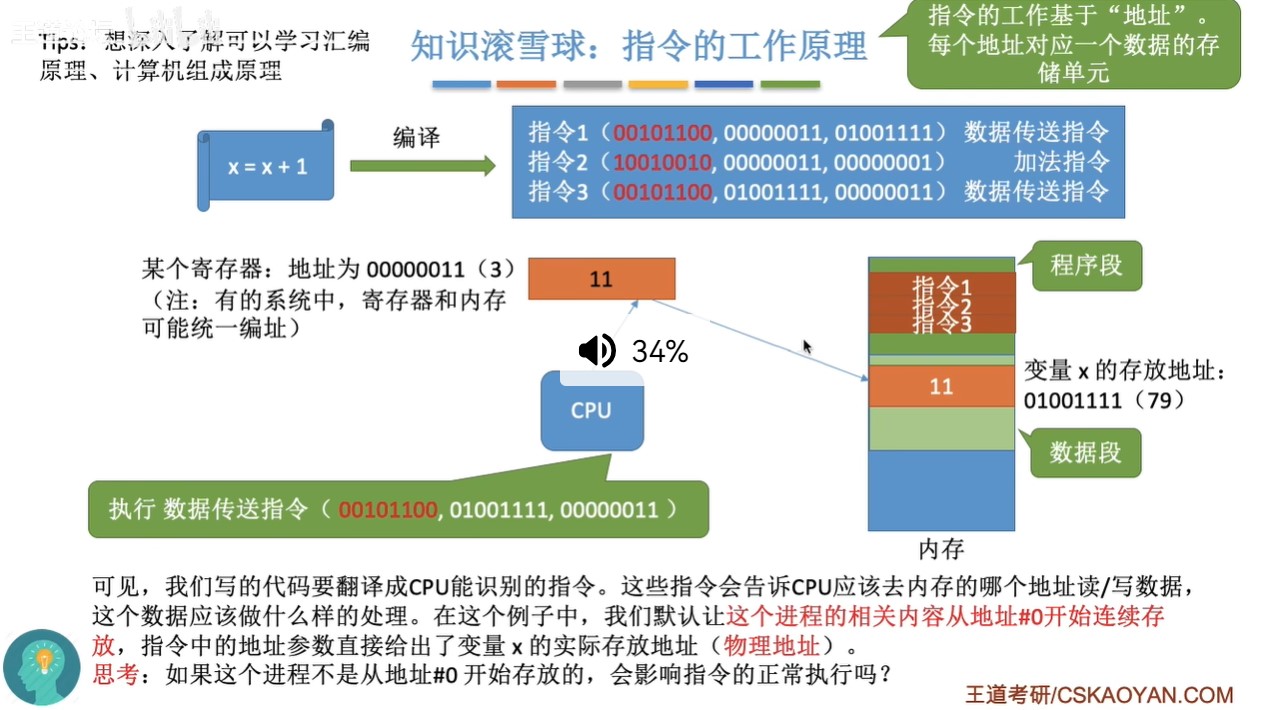 Tips：想深入了解可以学习汇编
原理、计算机组成原理
知识滚雪球：指令的工作原理
指令的工作基于“地址”。
每个地址对应一个数据的存
储单元
x = x + 1
编译
指令1（00101100, 00000011, 01001111） 数据传送指令
指令2（10010010, 00000011, 00000001） 加法指令
指令3（00101100, 01001111, 00000011） 数据传送指令
某个寄存器：地址为 00000011（3）
（注：有的系统中，寄存器和内存
可能统一编址）
11
34%
CPU
执行 数据传送指令（ 00101100, 01001111, 00000011 ）
程序段
指令1
指令2
指令3
11
变量 x 的存放地址：
01001111（79）
数据段
内存
可见，我们写的代码要翻译成CPU能识别的指令。这些指令会告诉CPU应该去内存的哪个地址读/写数据，
这个数据应该做什么样的处理。在这个例子中，我们默认让这个进程的相关内容从地址#0开始连续存
放，指令中的地址参数直接给出了变量 x 的实际存放地址（物理地址）。
思考：如果这个进程不是从地址#0 开始存放的，会影响指令的正常执行吗？
王道考研/CSKAOYAN.COM